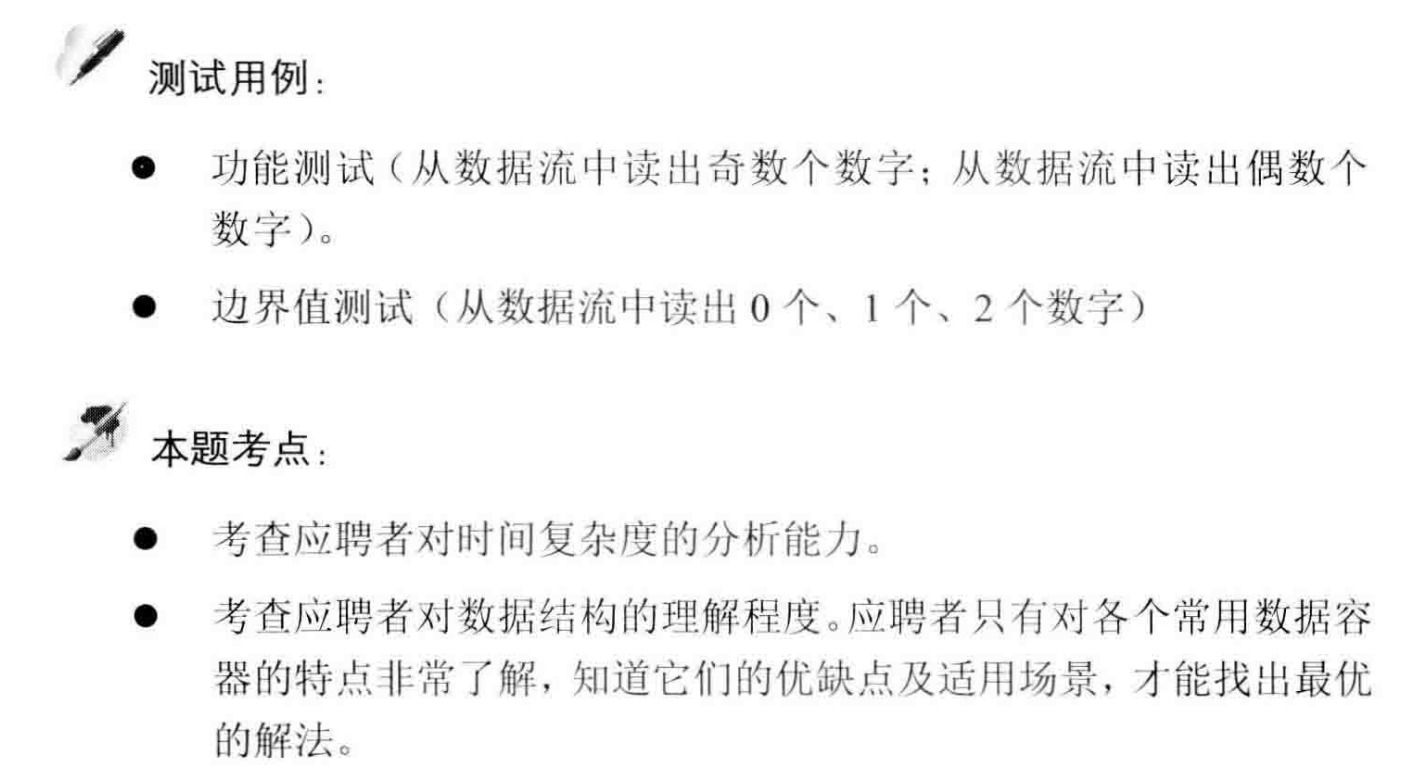 测试用例：
● 功能测试（从数据流中读出奇数个数字；从数据流中读出偶数个
数字）。
● 边界值测试（从数据流中读出 0 个、1 个、2 个数字）
本题考点：
● 考查应聘者对时间复杂度的分析能力。
● 考查应聘者对数据结构的理解程度。应聘者只有对各个常用数据容
器的特点非常了解，知道它们的优缺点及适用场景，才能找出最优
的解法。